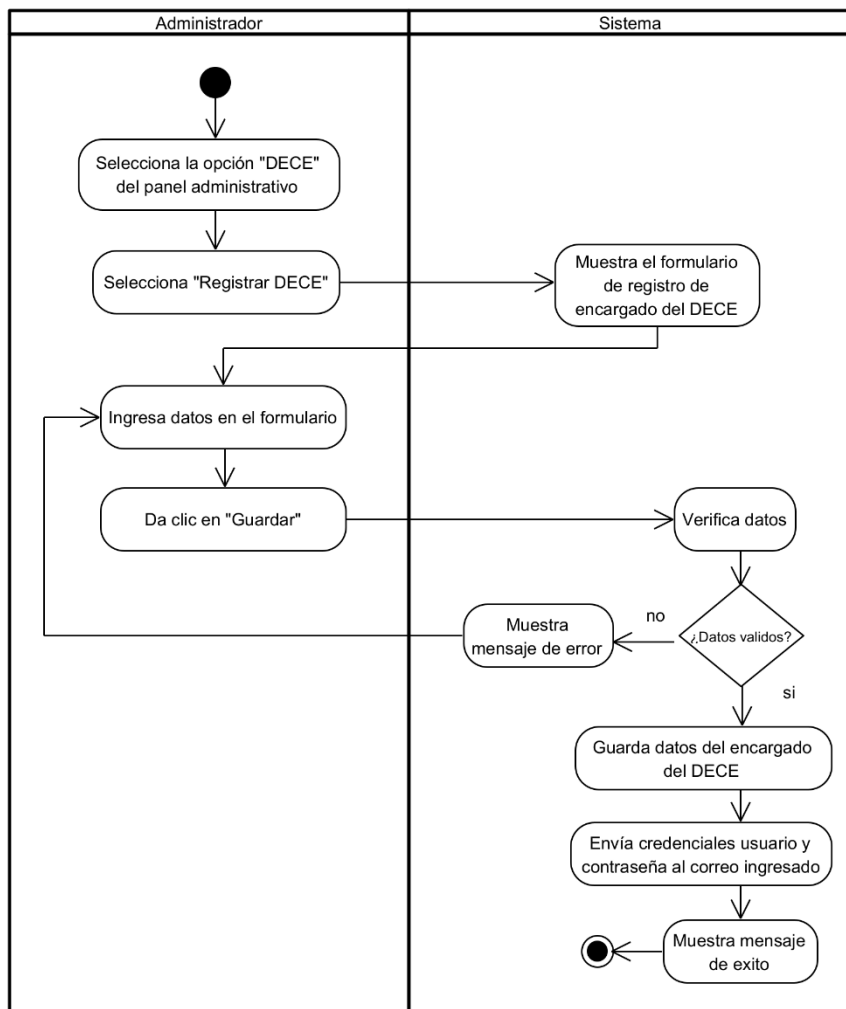 Administrador
Sistema
Selecciona la opción "DECE"
del panel administrativo
Selecciona "Registrar DECE"
Muestra el formulario
de registro de
encargado del DECE
Ingresa datos en el formulario
Da clic en "Guardar"
Verifica datos
¿Datos validos?
no
Muestra
mensaje de error
si
Guarda datos del encargado
del DECE
Envía credenciales usuario y
contraseña al correo ingresado
Muestra mensaje
de exito